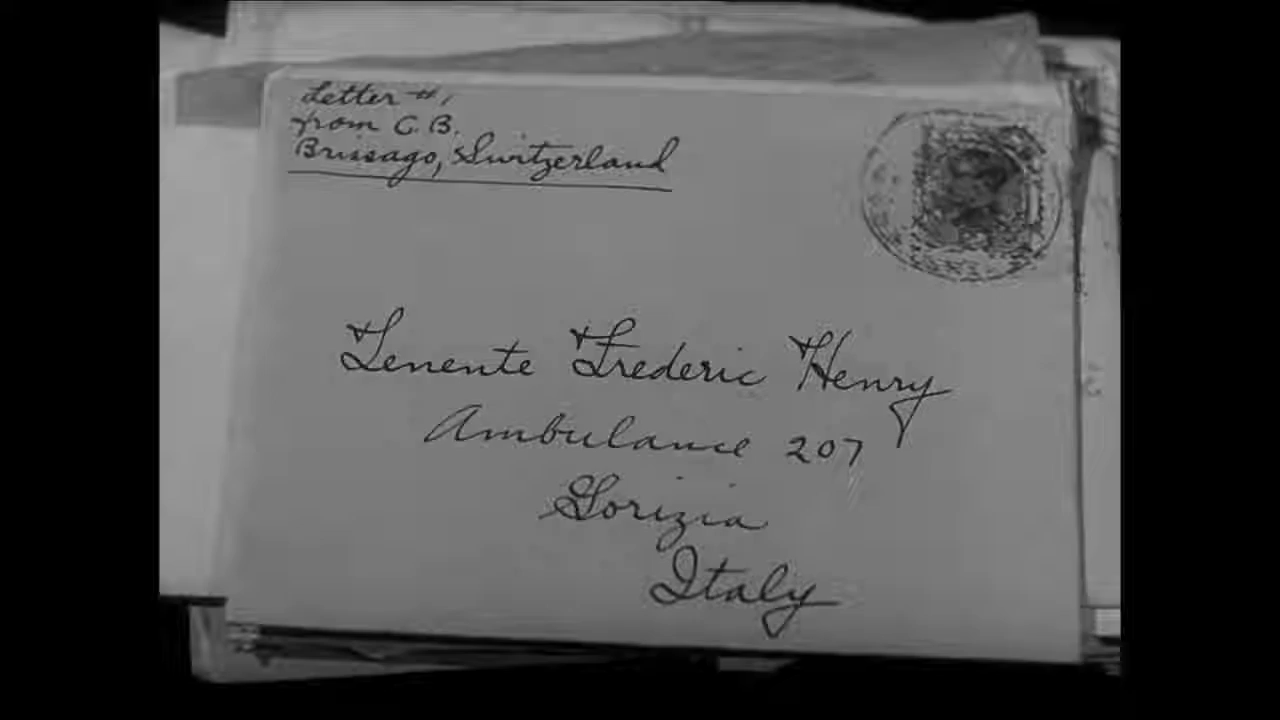 Letter #1
from C.B.
Brissago, Switzerland
Tenente Frederic Henry
Ambulance 207
Gorizia
Italy